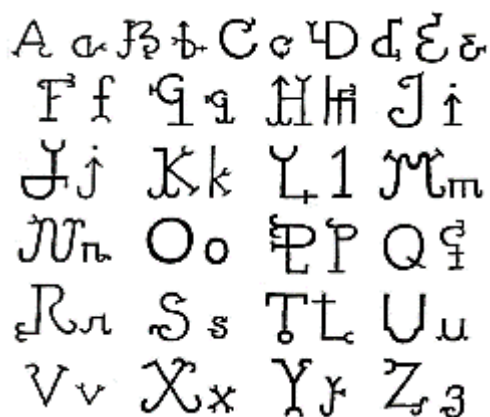 A a B b C c D d E e
F f G g H h I i
J j K k L l M m
N n O o P p Q q
R r S s T t U u
V v X x Y y Z z